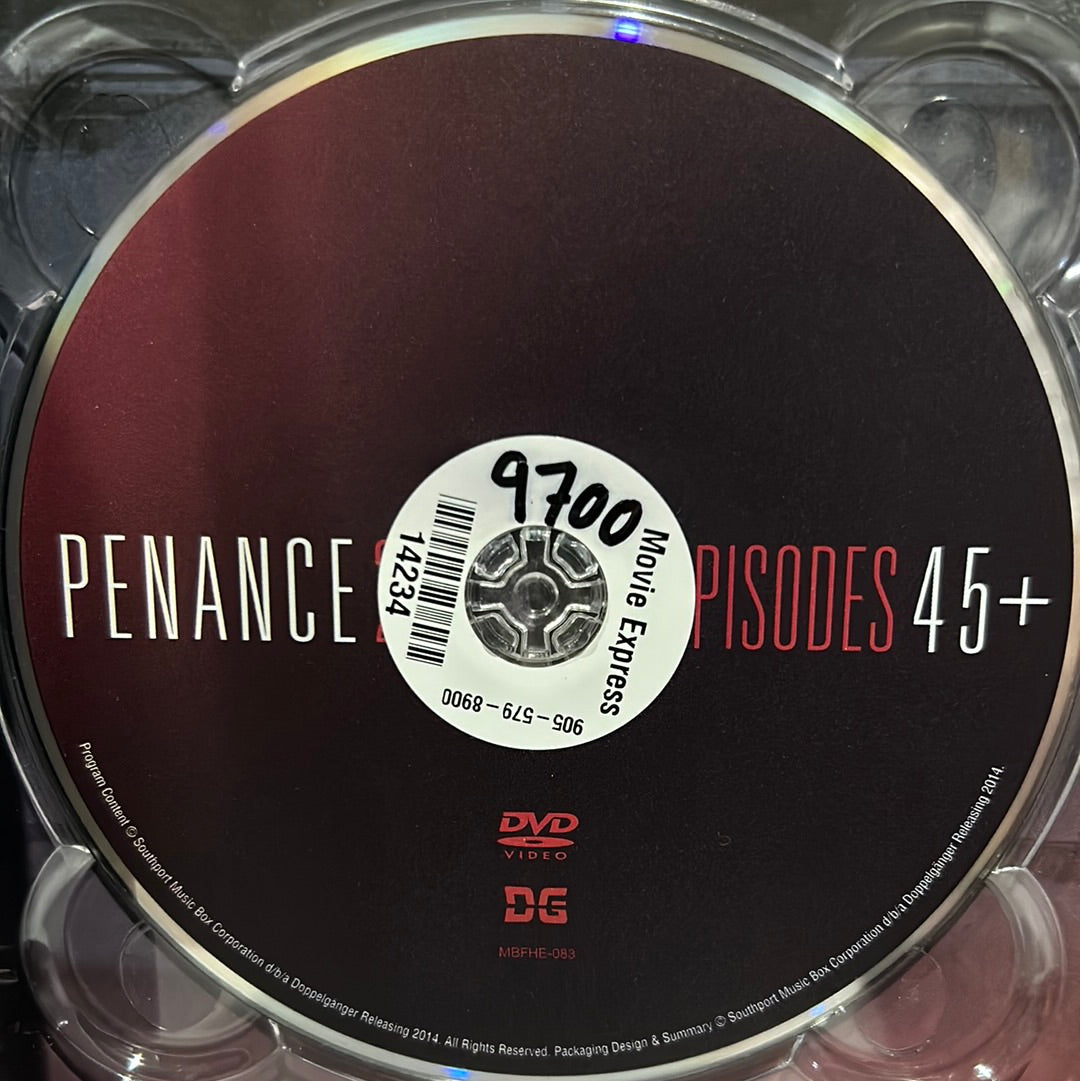 9700
Movie Express
14234
905-579-8900
PENANCE PISODES 45+
DVD
VIDEO
DG
MBFHE-083
Program Content © Southport Music Box Corporation d/b/a Doppelgänger Releasing 2014. All Rights Reserved. Packaging Design & Summary © Southport Music Box Corporation d/b/a Doppelgänger Releasing 2014.